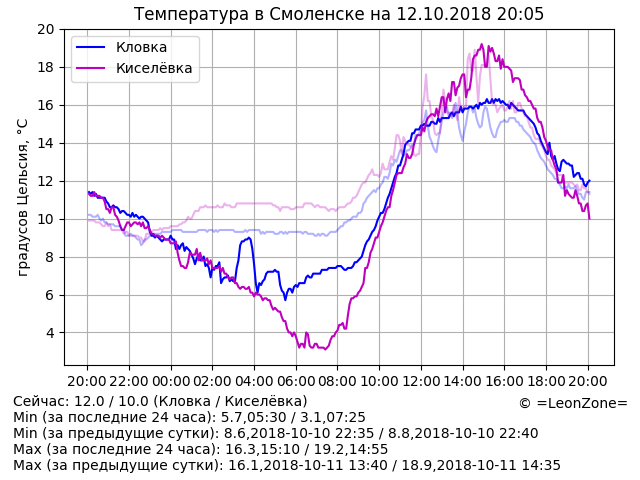 Температура в Смоленске на 12.10.2018 20:05
Кловка
Киселёвка
градусов Цельсия, °C
20
18
16
14
12
10
8
6
4
20:00 22:00 00:00 02:00 04:00 06:00 08:00 10:00 12:00 14:00 16:00 18:00 20:00
Сейчас: 12.0 / 10.0 (Кловка / Киселёвка)
© =LeonZone=
Min (за последние 24 часа): 5.7,05:30 / 3.1,07:25
Min (за предыдущие сутки): 8.6,2018-10-10 22:35 / 8.8,2018-10-10 22:40
Max (за последние 24 часа): 16.3,15:10 / 19.2,14:55
Max (за предыдущие сутки): 16.1,2018-10-11 13:40 / 18.9,2018-10-11 14:35